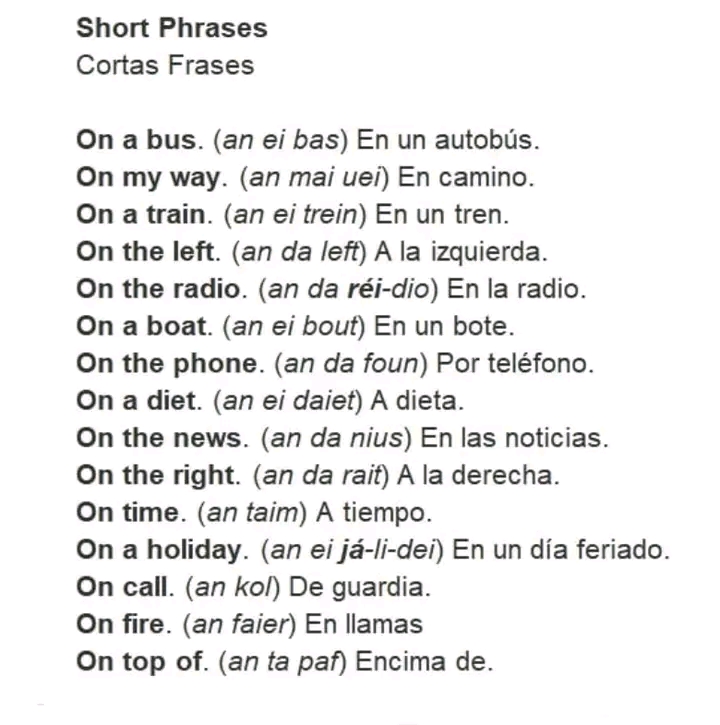 Short Phrases
Cortas Frases
On a bus. (an ei bas) En un autobús.
On my way. (an mai uei) En camino.
On a train. (an ei trein) En un tren.
On the left. (an da left) A la izquierda.
On the radio. (an da réi-dio) En la radio.
On a boat. (an ei bout) En un bote.
On the phone. (an da foun) Por teléfono.
On a diet. (an ei daiet) A dieta.
On the news. (an da nius) En las noticias.
On the right. (an da rait) A la derecha.
On time. (an taim) A tiempo.
On a holiday. (an ei já-li-dei) En un día feriado.
On call. (an kol) De guardia.
On fire. (an faier) En llamas
On top of. (an ta paf) Encima de.